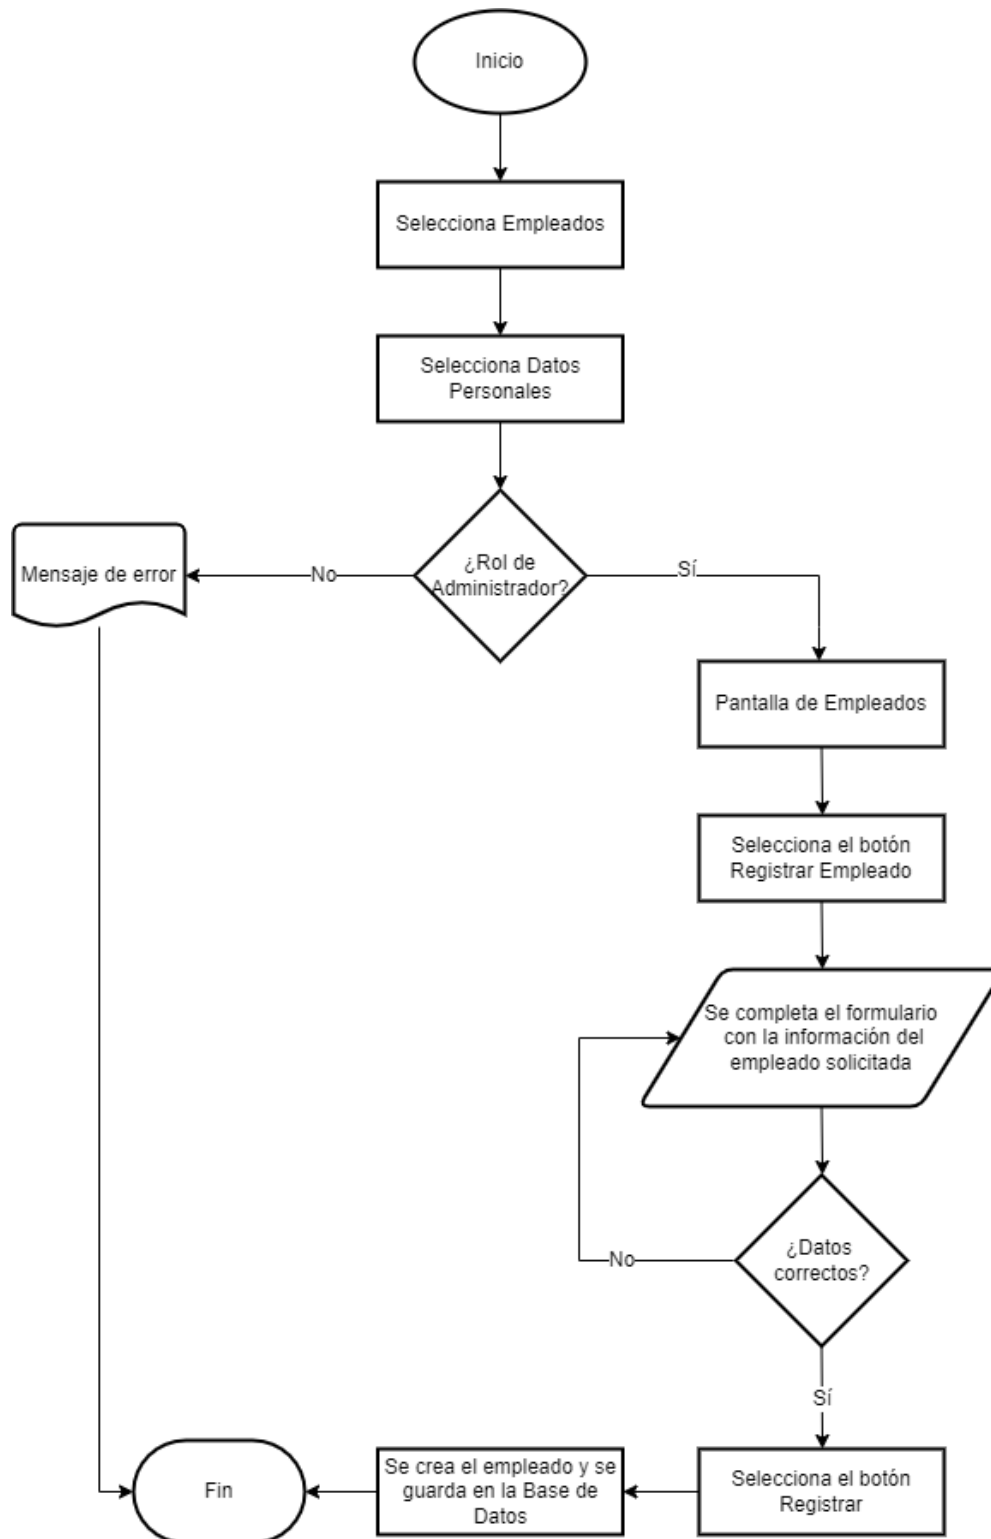 Inicio
Selecciona Empleados
Selecciona Datos
Personales
¿Rol de
Administrador?
No
Mensaje de error
Sí
Pantalla de Empleados
Selecciona el botón
Registrar Empleado
Se completa el formulario
con la información del
empleado solicitada
¿Datos
correctos?
No
Sí
Selecciona el botón
Registrar
Se crea el empleado y se
guarda en la Base de
Datos
Fin